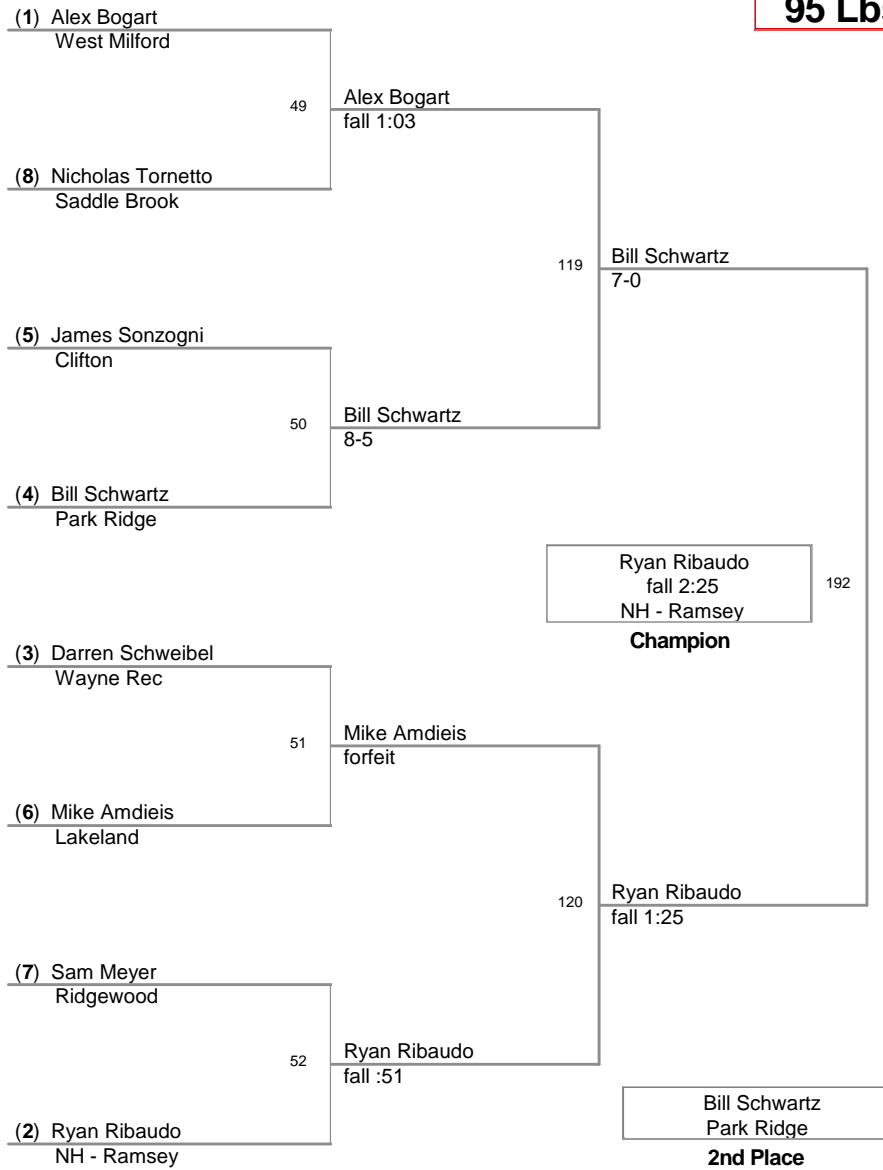 95 Lbs
(1) Alex Bogart
West Milford
49
Alex Bogart
fall 1:03
(8) Nicholas Tornetto
Saddle Brook
119
Bill Schwartz
7-0
(5) James Sonzogni
Clifton
50
Bill Schwartz
8-5
(4) Bill Schwartz
Park Ridge
Ryan Ribaudo
fall 2:25
NH - Ramsey
192
Champion
(3) Darren Schweibel
Wayne Rec
51
Mike Amdieis
forfeit
(6) Mike Amdieis
Lakeland
120
Ryan Ribaudo
fall 1:25
(7) Sam Meyer
Ridgewood
52
Ryan Ribaudo
fall :51
(2) Ryan Ribaudo
NH - Ramsey
Bill Schwartz
Park Ridge
2nd Place